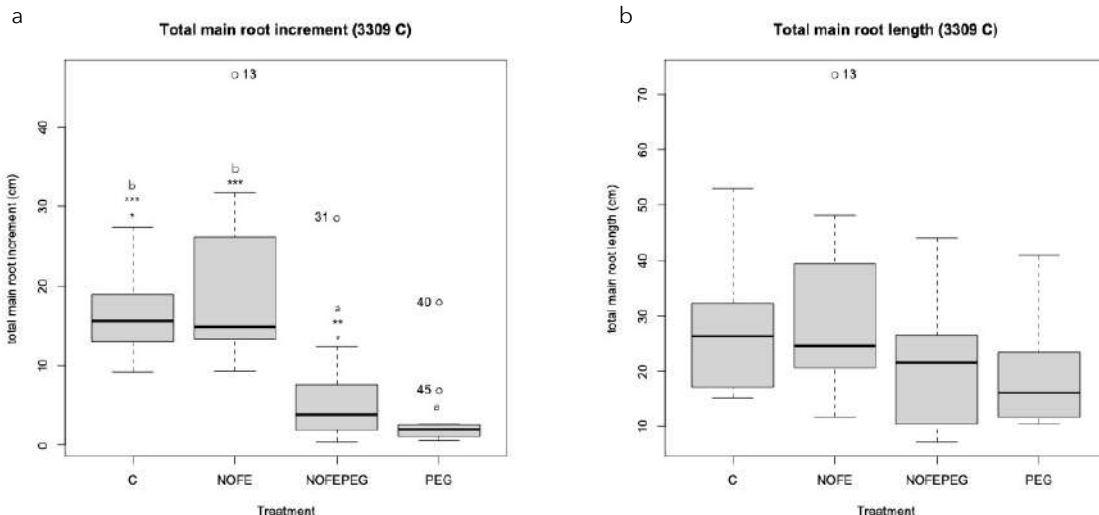 a
Total main root increment (3309 C)
total main root increment (cm)
40
30
20
10
0
b
***
*
b
***
13
31
a
**
*
40
45
a
C
NOFE
NOFEPEG
PEG
Treatment
b
Total main root length (3309 C)
total main root length (cm)
70
60
50
40
30
20
10
13
C
NOFE
NOFEPEG
PEG
Treatment